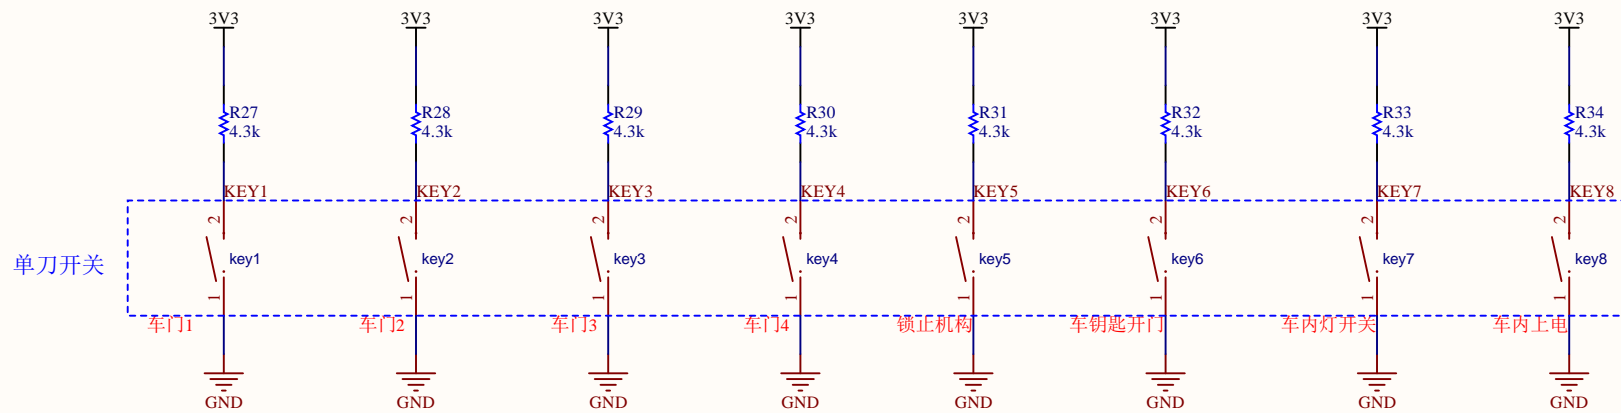 3V3 3V3 3V3 3V3 3V3 3V3 3V3 3V3
R27 R28 R29 R30 R31 R32 R33 R34
4.3k 4.3k 4.3k 4.3k 4.3k 4.3k 4.3k 4.3k
KEY1 KEY2 KEY3 KEY4 KEY5 KEY6 KEY7 KEY8
2 2 2 2 2 2 2 2
单刀开关 key1 key2 key3 key4 key5 key6 key7 key8
1 1 1 1 1 1 1 1
车门1 车门2 车门3 车门4 锁止机构 车钥匙开门 车内灯开关 车内上电
GND GND GND GND GND GND GND GND